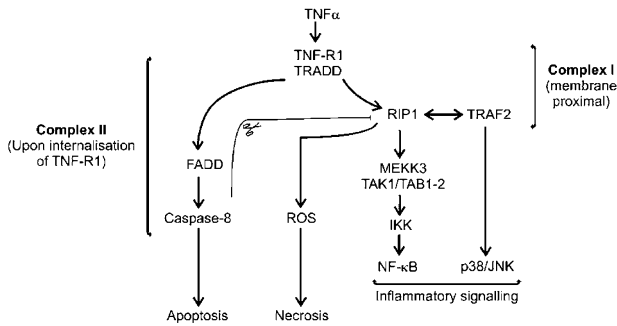 TNFα
TNF-R1
TRADD
Complex I
(membrane
proximal)
Complex II
(Upon internalisation
of TNF-R1)
RIP1
TRAF2
FADD
MEKK3
TAK1/TAB1-2
Caspase-8
ROS
IKK
NF-κB
p38/JNK
Inflammatory signalling
Apoptosis
Necrosis